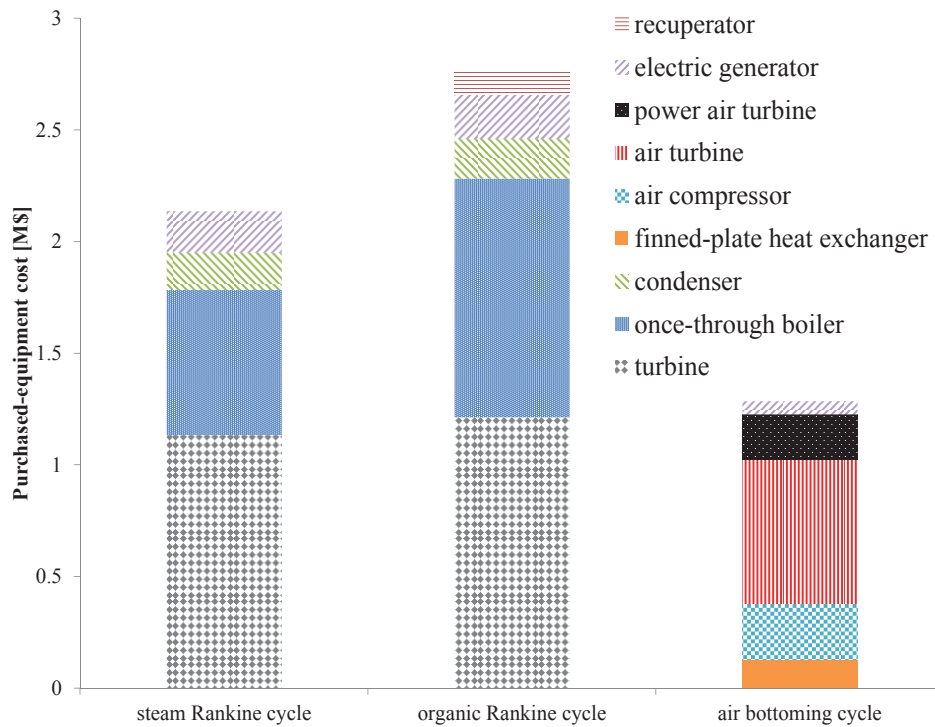 3
2.5
2
1.5
1
0.5
0
Purchased-equipment cost [M$]
recuperator
electric generator
power air turbine
air turbine
air compressor
finned-plate heat exchanger
condenser
once-through boiler
turbine
steam Rankine cycle
organic Rankine cycle
air bottoming cycle